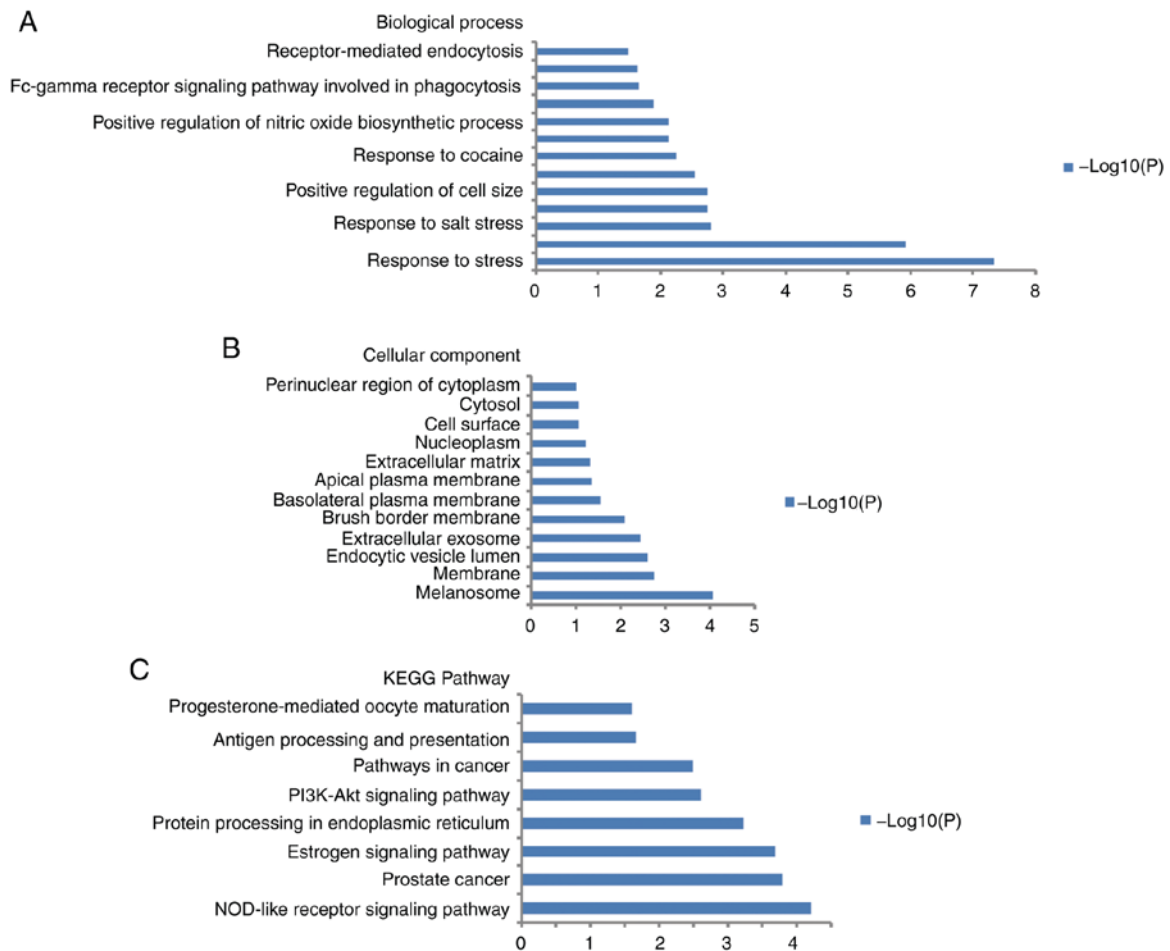 A
Biological process
Receptor-mediated endocytosis
Fc-gamma receptor signaling pathway involved in phagocytosis
Positive regulation of nitric oxide biosynthetic process
Response to cocaine
Positive regulation of cell size
Response to salt stress
Response to stress
0 1 2 3 4 5 6 7 8
–Log10(P)
B
Cellular component
Perinuclear region of cytoplasm
Cytosol
Cell surface
Nucleoplasm
Extracellular matrix
Apical plasma membrane
Basolateral plasma membrane
Brush border membrane
Extracellular exosome
Endocytic vesicle lumen
Membrane
Melanosome
0 1 2 3 4 5
–Log10(P)
C
KEGG Pathway
Progesterone-mediated oocyte maturation
Antigen processing and presentation
Pathways in cancer
PI3K-Akt signaling pathway
Protein processing in endoplasmic reticulum
Estrogen signaling pathway
Prostate cancer
NOD-like receptor signaling pathway
0 1 2 3 4
–Log10(P)